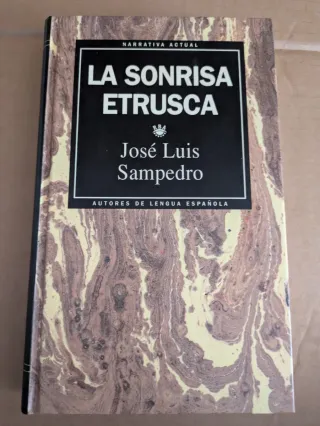 NARRATIVA ACTUAL
LA SONRISA
ETRUSCA
José Luis
Sampedro
AUTORES DE LENGUA ESPAÑOLA